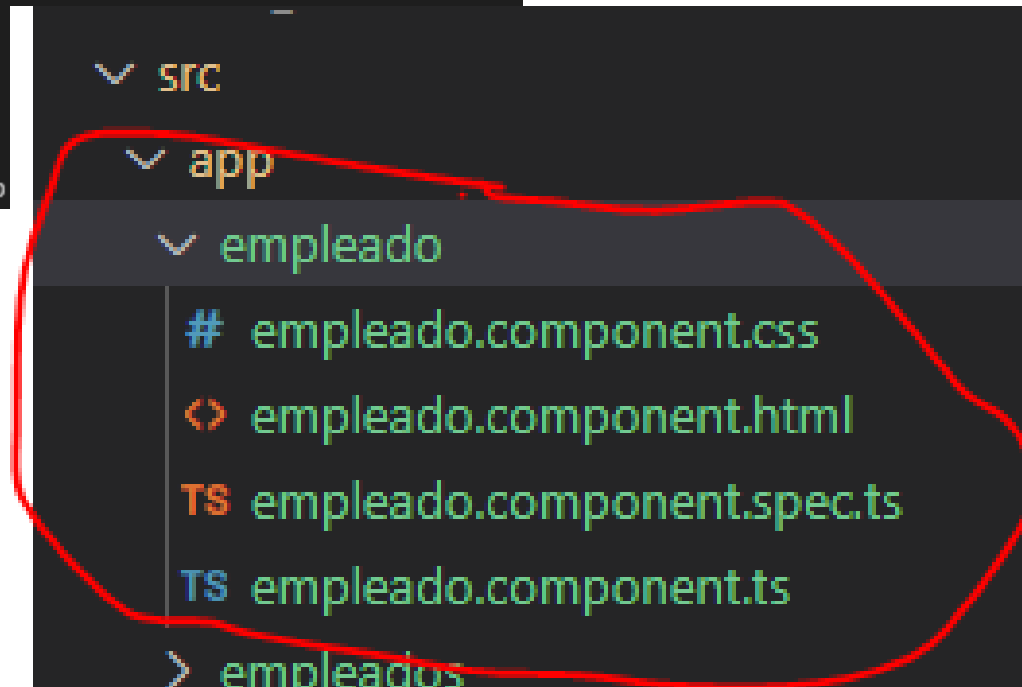 src
app
empleado
# empleado.component.css
<> empleado.component.html
TS empleado.component.spec.ts
TS empleado.component.ts
empleados